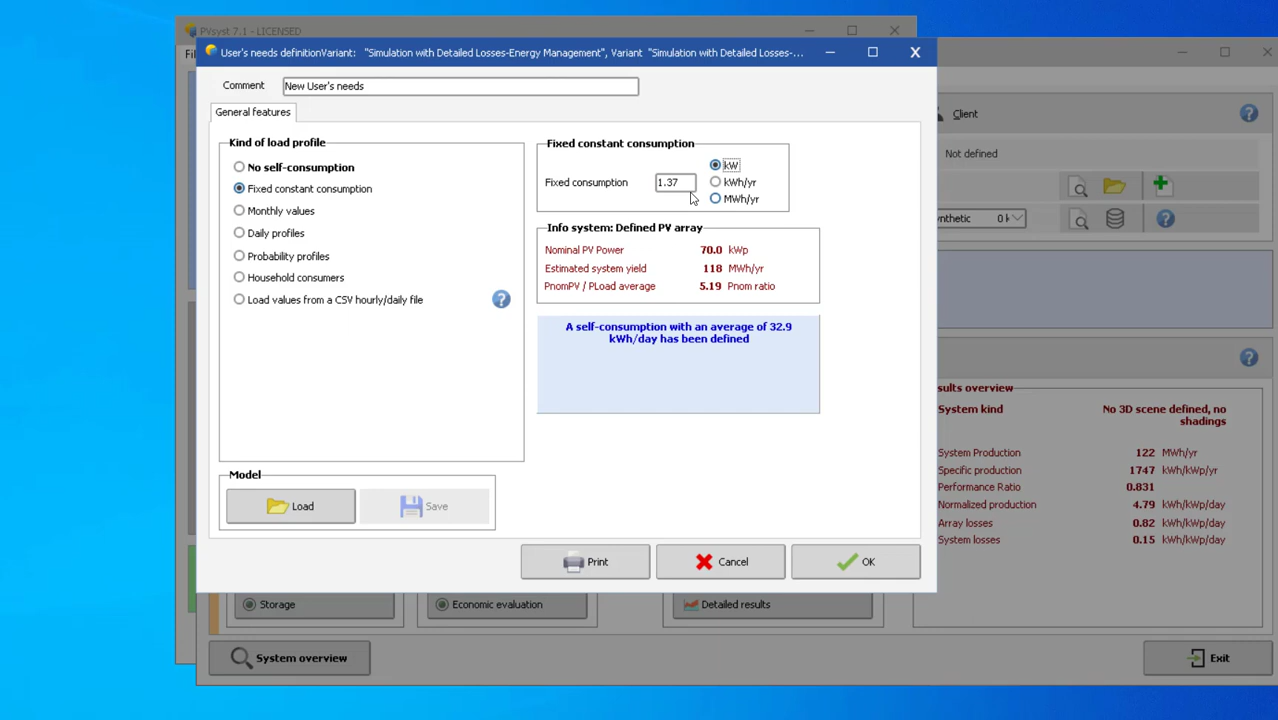 PVsyst 7.1 - LICENSED
User's needs definitionVariant: "Simulation with Detailed Losses-Energy Management", Variant "Simulation with Detailed Losses-...
Comment New User's needs
General features
Kind of load profile
No self-consumption
Fixed constant consumption
Monthly values
Daily profiles
Probability profiles
Household consumers
Load values from a CSV hourly/daily file
?
Model
Load
Save
Fixed constant consumption
Fixed consumption 1.37
kW
kWh/yr
MWh/yr
Info system: Defined PV array
Nominal PV Power 70.0 kWp
Estimated system yield 118 MWh/yr
PnomPV / PLoad average 5.19 Pnom ratio
A self-consumption with an average of 32.9
kWh/day has been defined
Print
Cancel
OK
Client
?
Not defined
?
?
System kind No 3D scene defined, no
shadings
System Production 122 MWh/yr
Specific production 1747 kWh/kWp/yr
Performance Ratio 0.831
Normalized production 4.79 kWh/kWp/day
Array losses 0.82 kWh/kWp/day
System losses 0.15 kWh/kWp/day
Storage
Economic evaluation
Detailed results
System overview
Exit